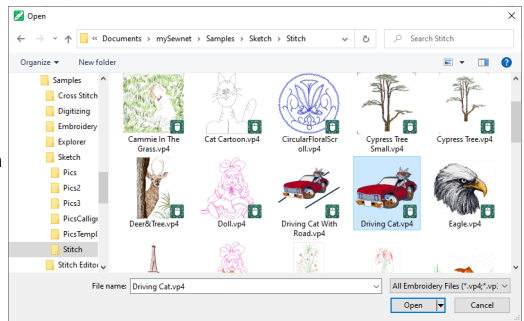 Open
« Documents › mySewnet › Samples › Sketch › Stitch
Search Stitch
Organize
New folder
Samples
Cross Stitch
Digitizing
Embroidery
Explorer
Sketch
Pics
Pics2
Pics3
PicsCalligr
PicsTempl
Stitch
Stitch Editor
Cammie In The
Grass.vp4
Cat Cartoon.vp4
CircularFloralScr
oll.vp4
Cypress Tree
Small.vp4
Cypress Tree.vp4
Deer&Tree.vp4
Doll.vp4
Driving Cat With
Road.vp4
Driving Cat.vp4
Eagle.vp4
File name:
Driving Cat.vp4
All Embroidery Files (*.vp4;*.vp3
Open
Cancel